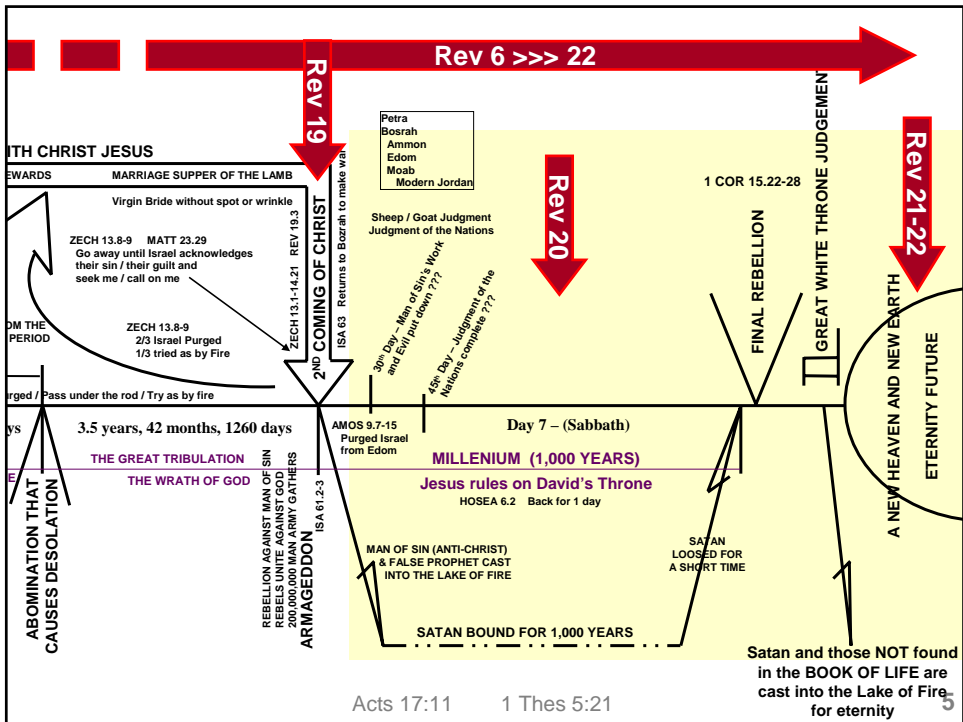 Rev 6 >>> 22
Rev 19
Rev 20
Rev 21-22
ITH CHRIST JESUS
EWARDS
MARRIAGE SUPPER OF THE LAMB
Virgin Bride without spot or wrinkle
ZECH 13.8-9 MATT 23.29
Go away until Israel acknowledges
their sin / their guilt and
seek me / call on me
ZECH 13.8-9
2/3 Israel Purged
1/3 tried as by Fire
OM THE
PERIOD
urged / Pass under the rod / Try as by fire
ys
3.5 years, 42 months, 1260 days
THE GREAT TRIBULATION
E
THE WRATH OF GOD
ABOMINATION THAT
CAUSES DESOLATION
REBELLION AGAINST MAN OF SIN
REBELS UNITE AGAINST GOD
200,000,000 MAN ARMY GATHERS
ARMAGEDDON
ISA 61.2-3
ZECH 13.1-14.21 REV 19.3
2ND COMING OF CHRIST
ISA 63 Returns to Bozrah to make war
Petra
Bosrah
Ammon
Edom
Moab
Modern Jordan
Sheep / Goat Judgment
Judgment of the Nations
30th Day – Man of Sin's Work
and Evil put down ???
45th Day – Judgment of the
Nations complete ???
AMOS 9.7-15
Purged Israel
from Edom
Day 7 – (Sabbath)
MILLENIUM (1,000 YEARS)
Jesus rules on David's Throne
HOSEA 6.2 Back for 1 day
MAN OF SIN (ANTI-CHRIST)
& FALSE PROPHET CAST
INTO THE LAKE OF FIRE
SATAN BOUND FOR 1,000 YEARS
SATAN
LOOSED FOR
A SHORT TIME
1 COR 15.22-28
FINAL REBELLION
GREAT WHITE THRONE JUDGEMENT
A NEW HEAVEN AND NEW EARTH
ETERNITY FUTURE
Satan and those NOT found
in the BOOK OF LIFE are
cast into the Lake of Fire
for eternity
Acts 17:11 1 Thes 5:21
5